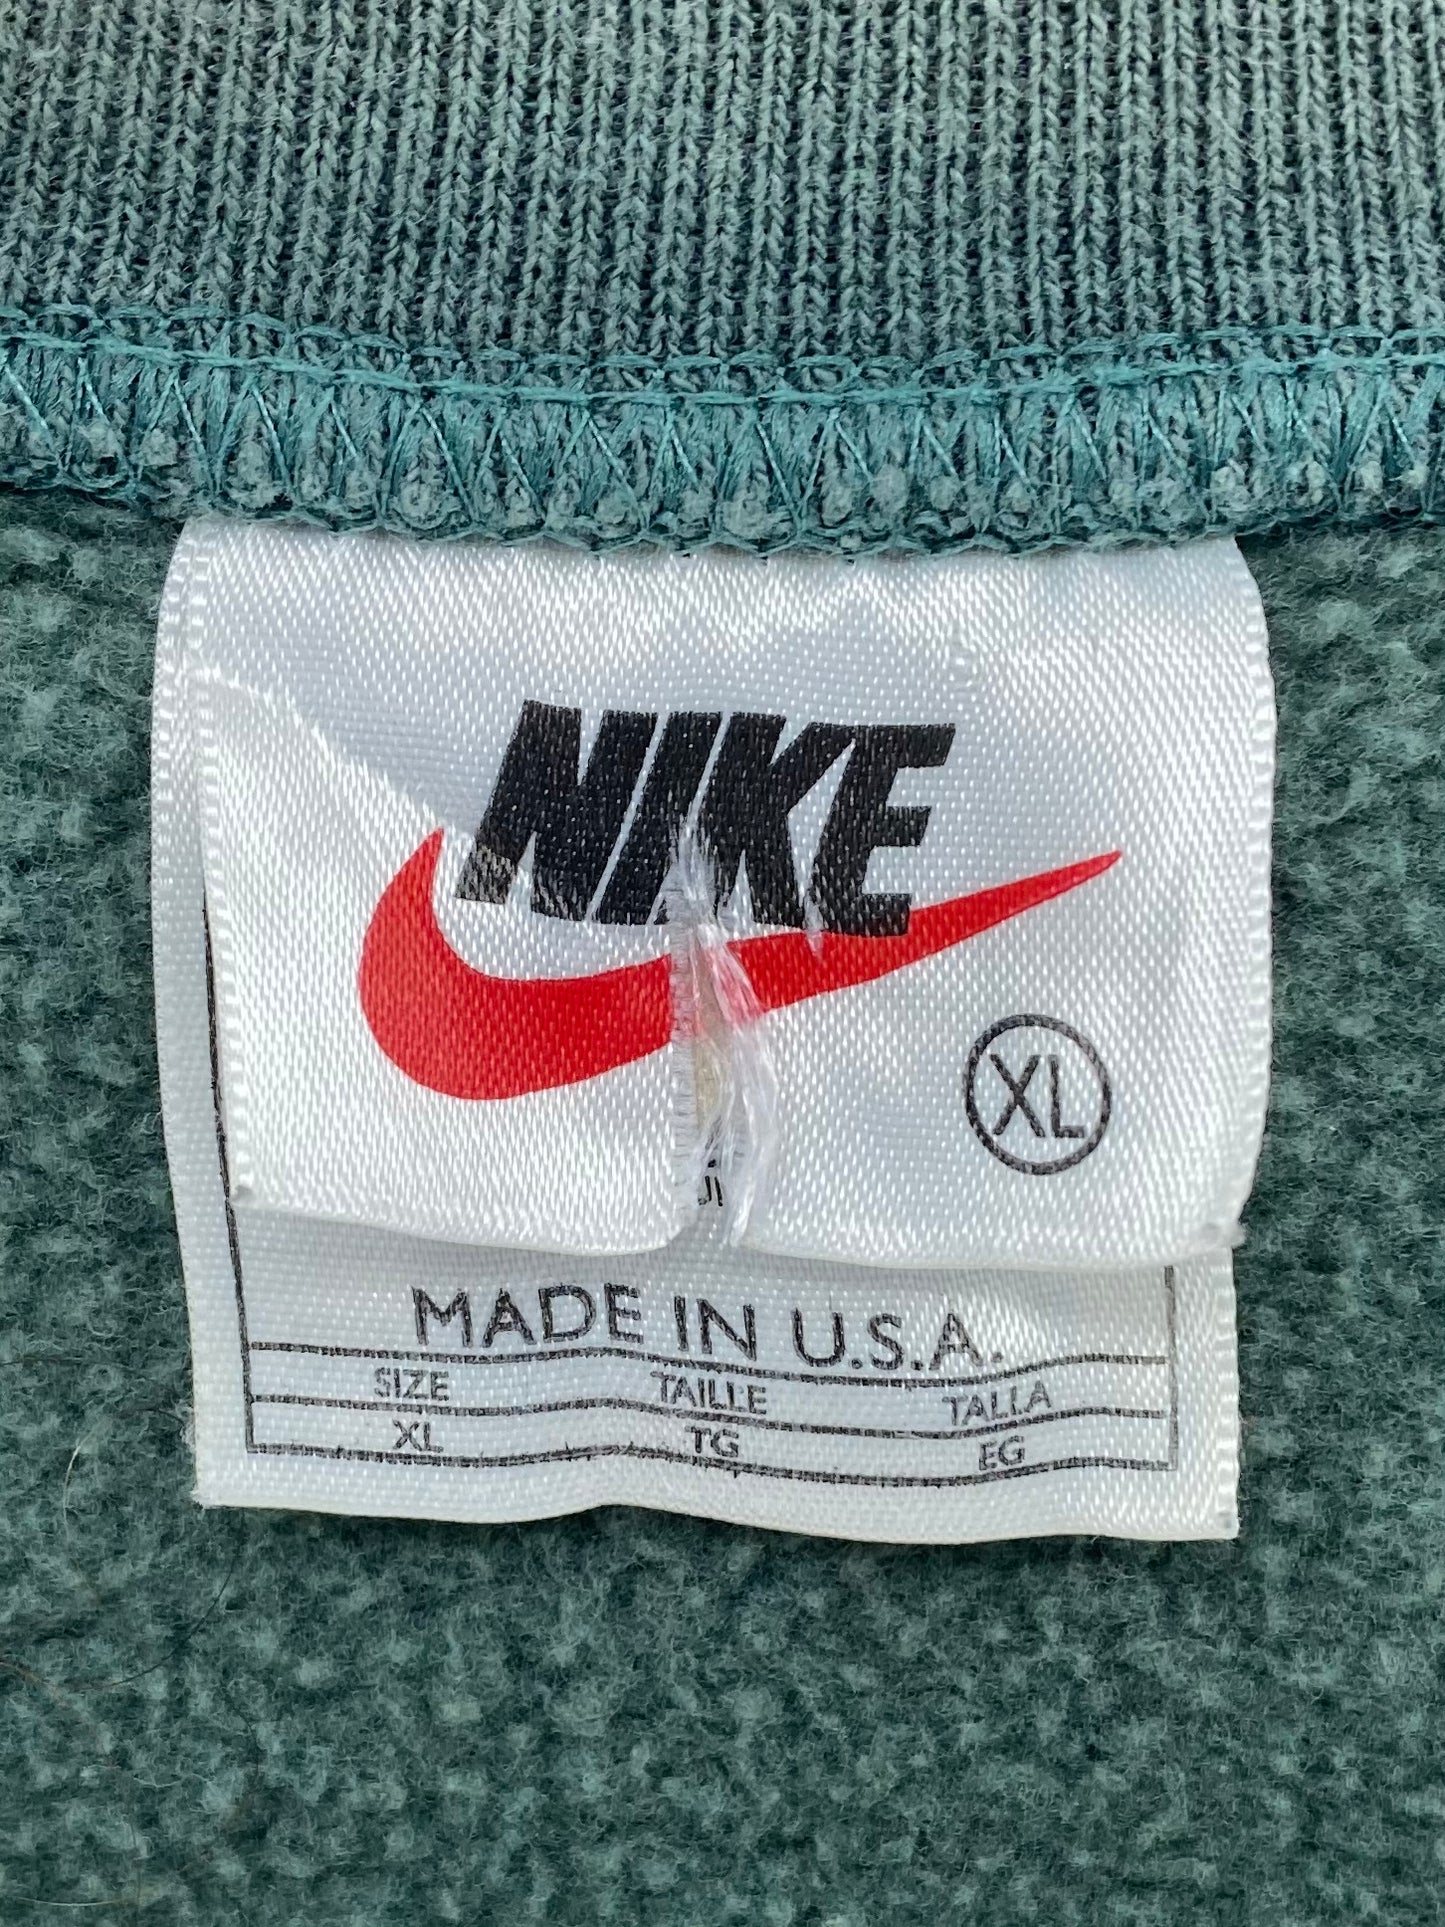 NIKE
XL
MADE IN U.S.A.
SIZE TAILLE TALLA
XL TG EG